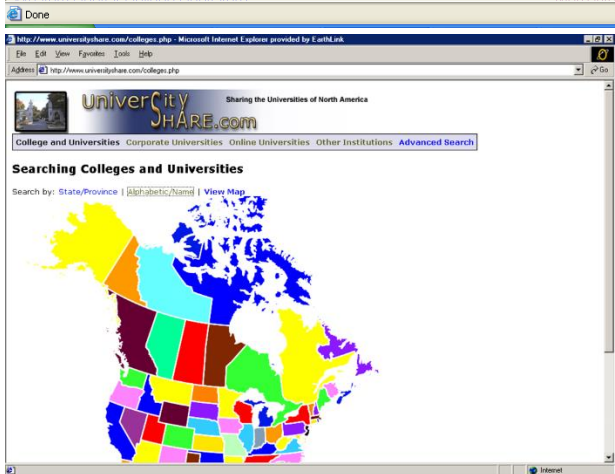 Done
http://www.universityshare.com/colleges.php - Microsoft Internet Explorer provided by EarthLink
File Edit View Favorites Tools Help
Address http://www.universityshare.com/colleges.php Go
UniverSity
SHARE.com
Sharing the Universities of North America
College and Universities Corporate Universities Online Universities Other Institutions Advanced Search
Searching Colleges and Universities
Search by: State/Province | Alphabetic/Name | View Map
Internet